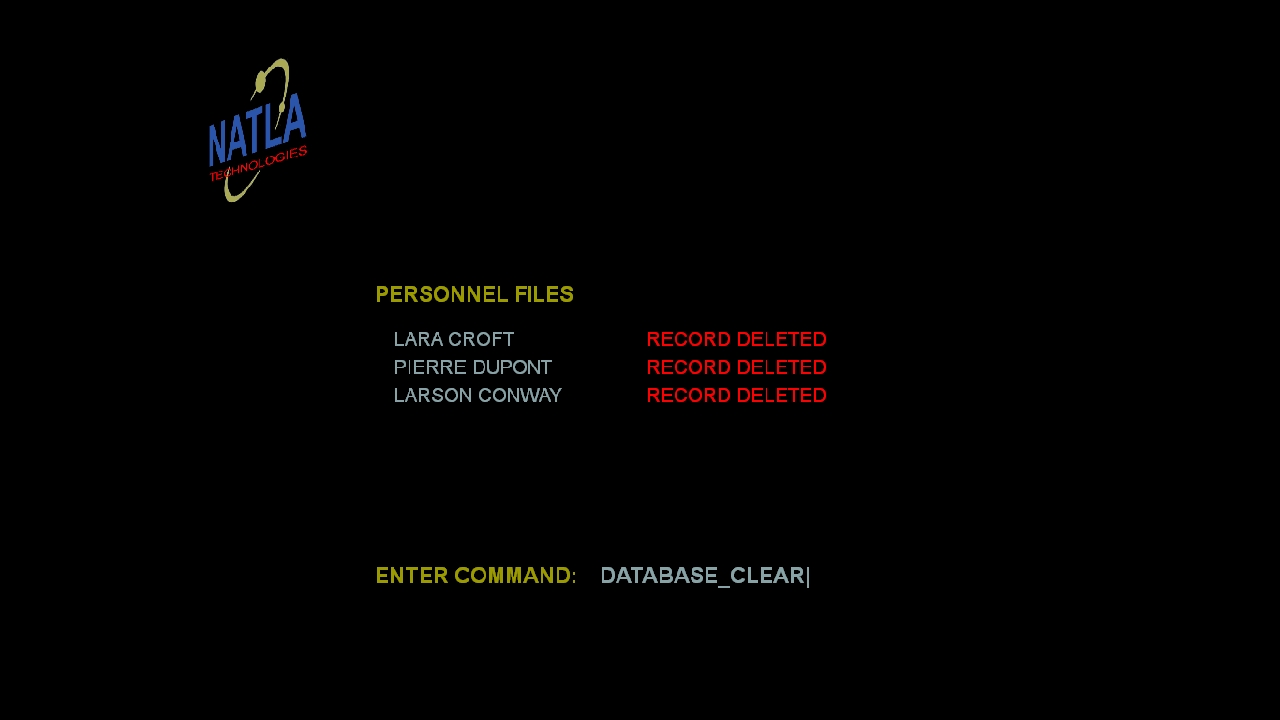 NATLA
TECHNOLOGIES
PERSONNEL FILES
LARA CROFT RECORD DELETED
PIERRE DUPONT RECORD DELETED
LARSON CONWAY RECORD DELETED
ENTER COMMAND: DATABASE_CLEAR|